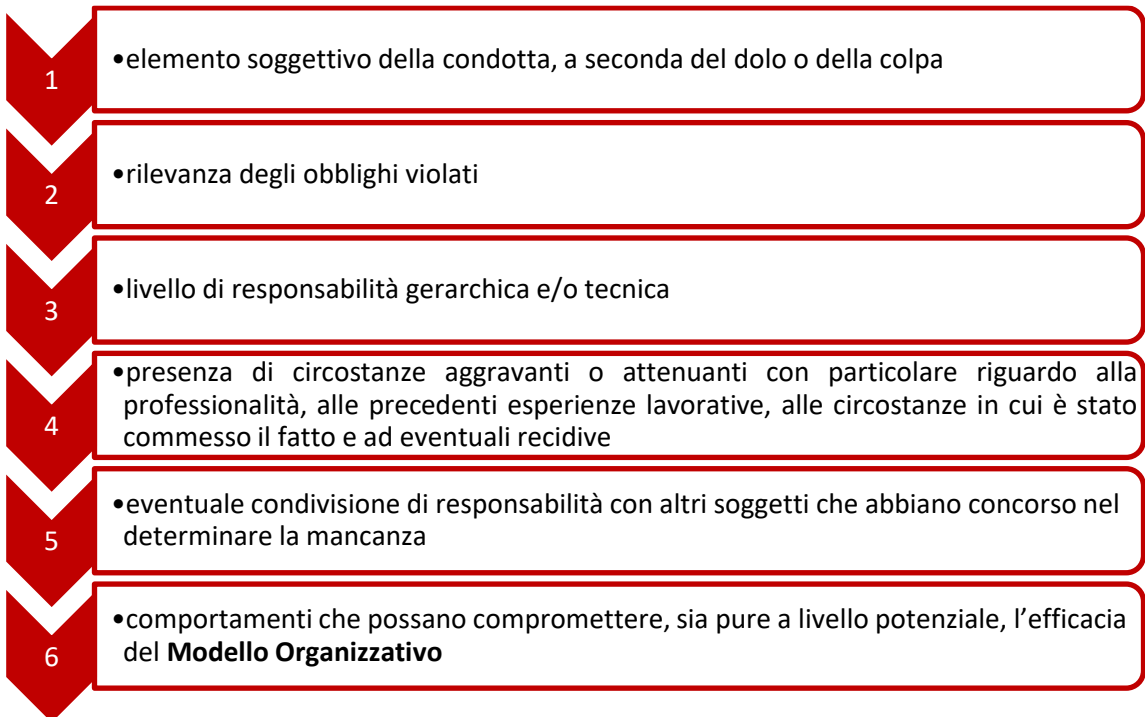 1
•elemento soggettivo della condotta, a seconda del dolo o della colpa
2
•rilevanza degli obblighi violati
3
•livello di responsabilità gerarchica e/o tecnica
4
•presenza di circostanze aggravanti o attenuanti con particolare riguardo alla
professionalità, alle precedenti esperienze lavorative, alle circostanze in cui è stato
commesso il fatto e ad eventuali recidive
5
•eventuale condivisione di responsabilità con altri soggetti che abbiano concorso nel
determinare la mancanza
6
•comportamenti che possano compromettere, sia pure a livello potenziale, l’efficacia
del Modello Organizzativo